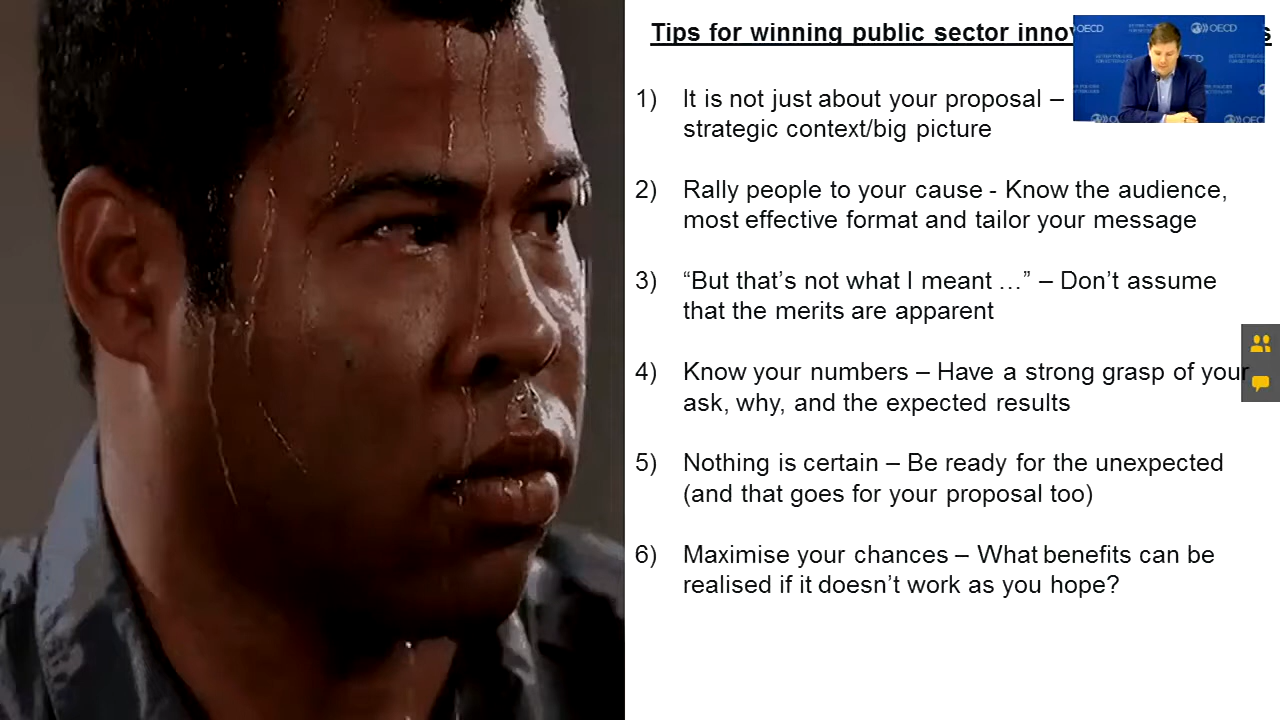 Tips for winning public sector inno
1) It is not just about your proposal –
strategic context/big picture
2) Rally people to your cause - Know the audience,
most effective format and tailor your message
3) “But that’s not what I meant …” – Don’t assume
that the merits are apparent
4) Know your numbers – Have a strong grasp of your
ask, why, and the expected results
5) Nothing is certain – Be ready for the unexpected
(and that goes for your proposal too)
6) Maximise your chances – What benefits can be
realised if it doesn’t work as you hope?
OECD
OECD